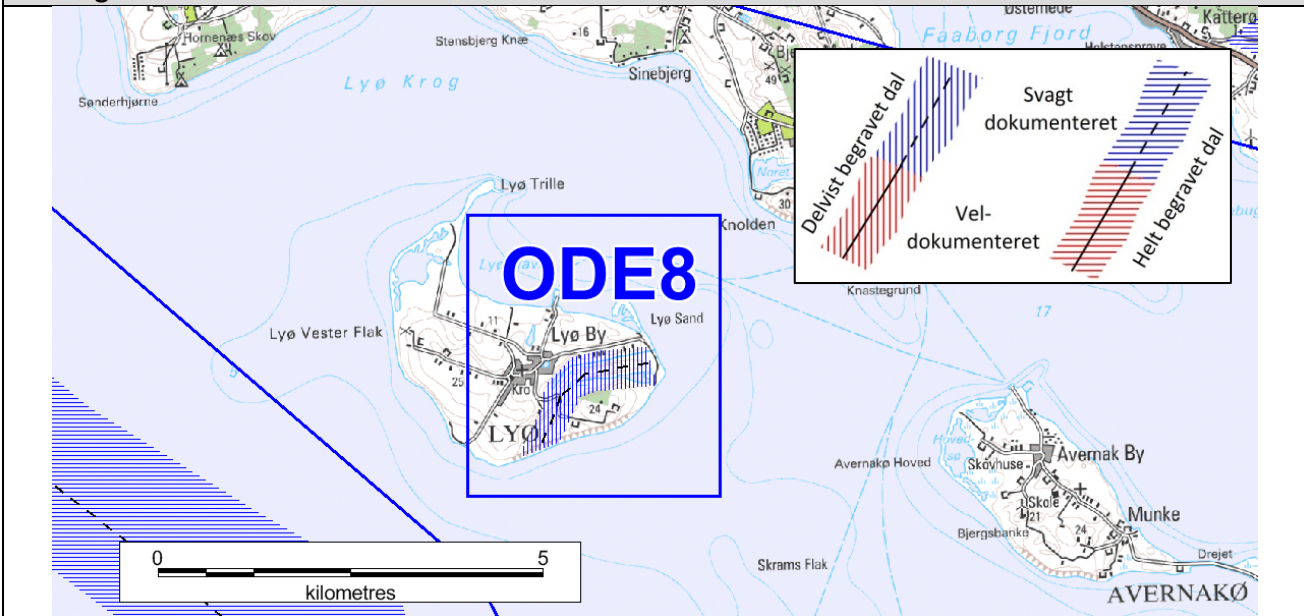 Hornenæs Skov
Stensbjerg Knæ
16
Østernede
Katterø
Faaborg Fjord
Sinebjerg
49
Sønderhjørne
Lyø Krog
Noret
30
Knolden
Delvist begravet dal
Svagt
dokumenteret
Vel-
dokumenteret
Helt begravet dal
Lyø Trille
ODE8
Knastegrund
17
Lyø Vester Flak
11
Lyø By
Lyø Sand
25
Kro
24
LYØ
Avernakø Hoved
Skovhuse
Avernak By
Skole
21
24
Munke
Bjergsbanke
Skrams Flak
Drejet
AVERNAKØ
0
5
kilometres